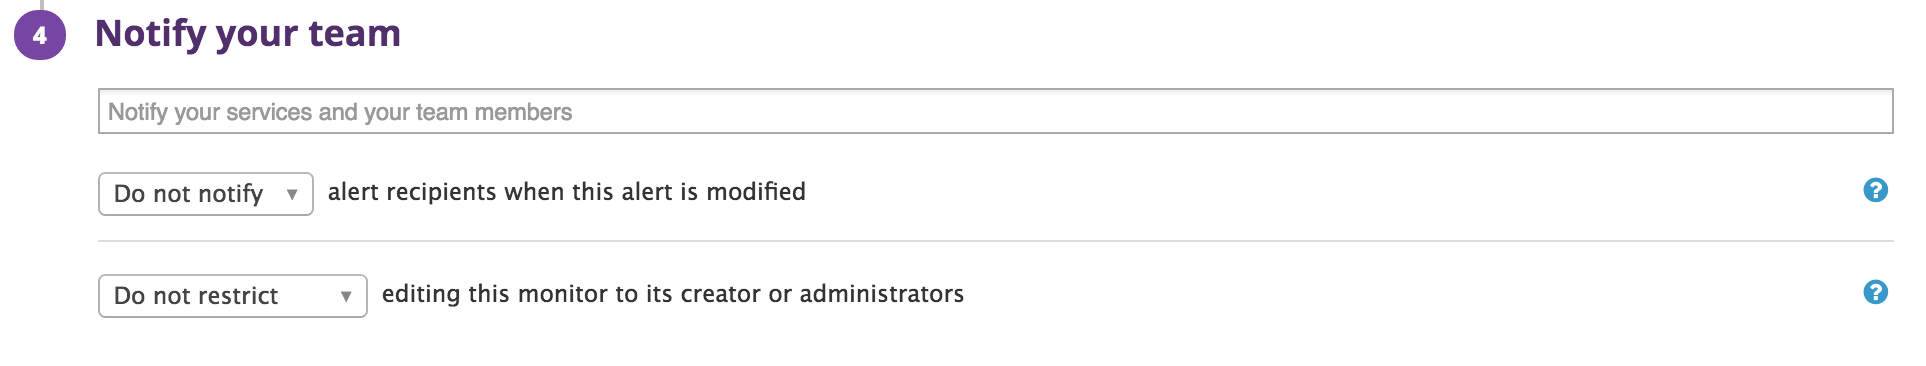 4 Notify your team
Notify your services and your team members
Do not notify ▼ alert recipients when this alert is modified ?
Do not restrict ▼ editing this monitor to its creator or administrators ?